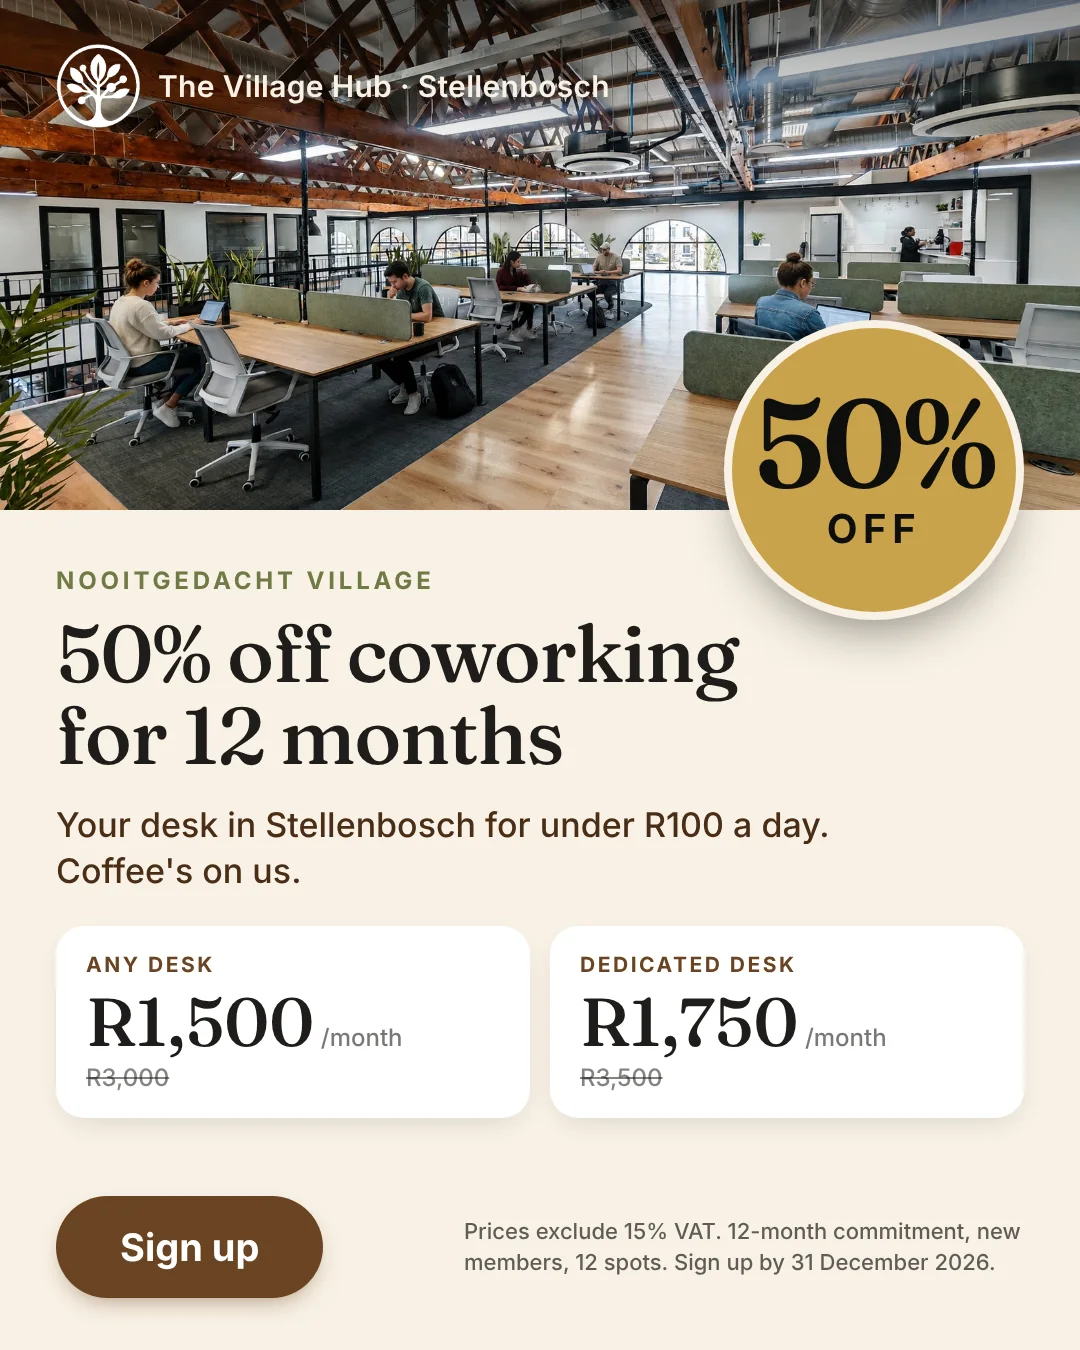 The Village Hub · Stellenbosch
50%
OFF
NOOITGEDACHT VILLAGE
50% off coworking
for 12 months
Your desk in Stellenbosch for under R100 a day.
Coffee's on us.
ANY DESK
R1,500 /month
R3,000
DEDICATED DESK
R1,750 /month
R3,500
Sign up
Prices exclude 15% VAT. 12-month commitment, new
members, 12 spots. Sign up by 31 December 2026.